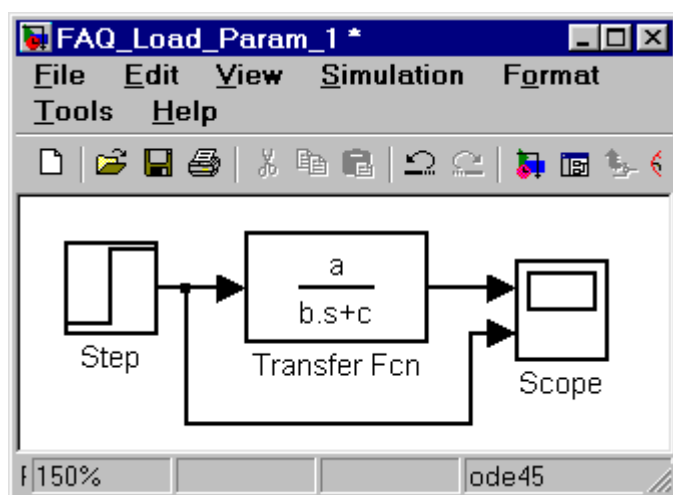 FAQ_Load_Param_1 *
File Edit View Simulation Format
Tools Help
a
b.s+c
Step
Transfer Fcn
Scope
150%
ode45